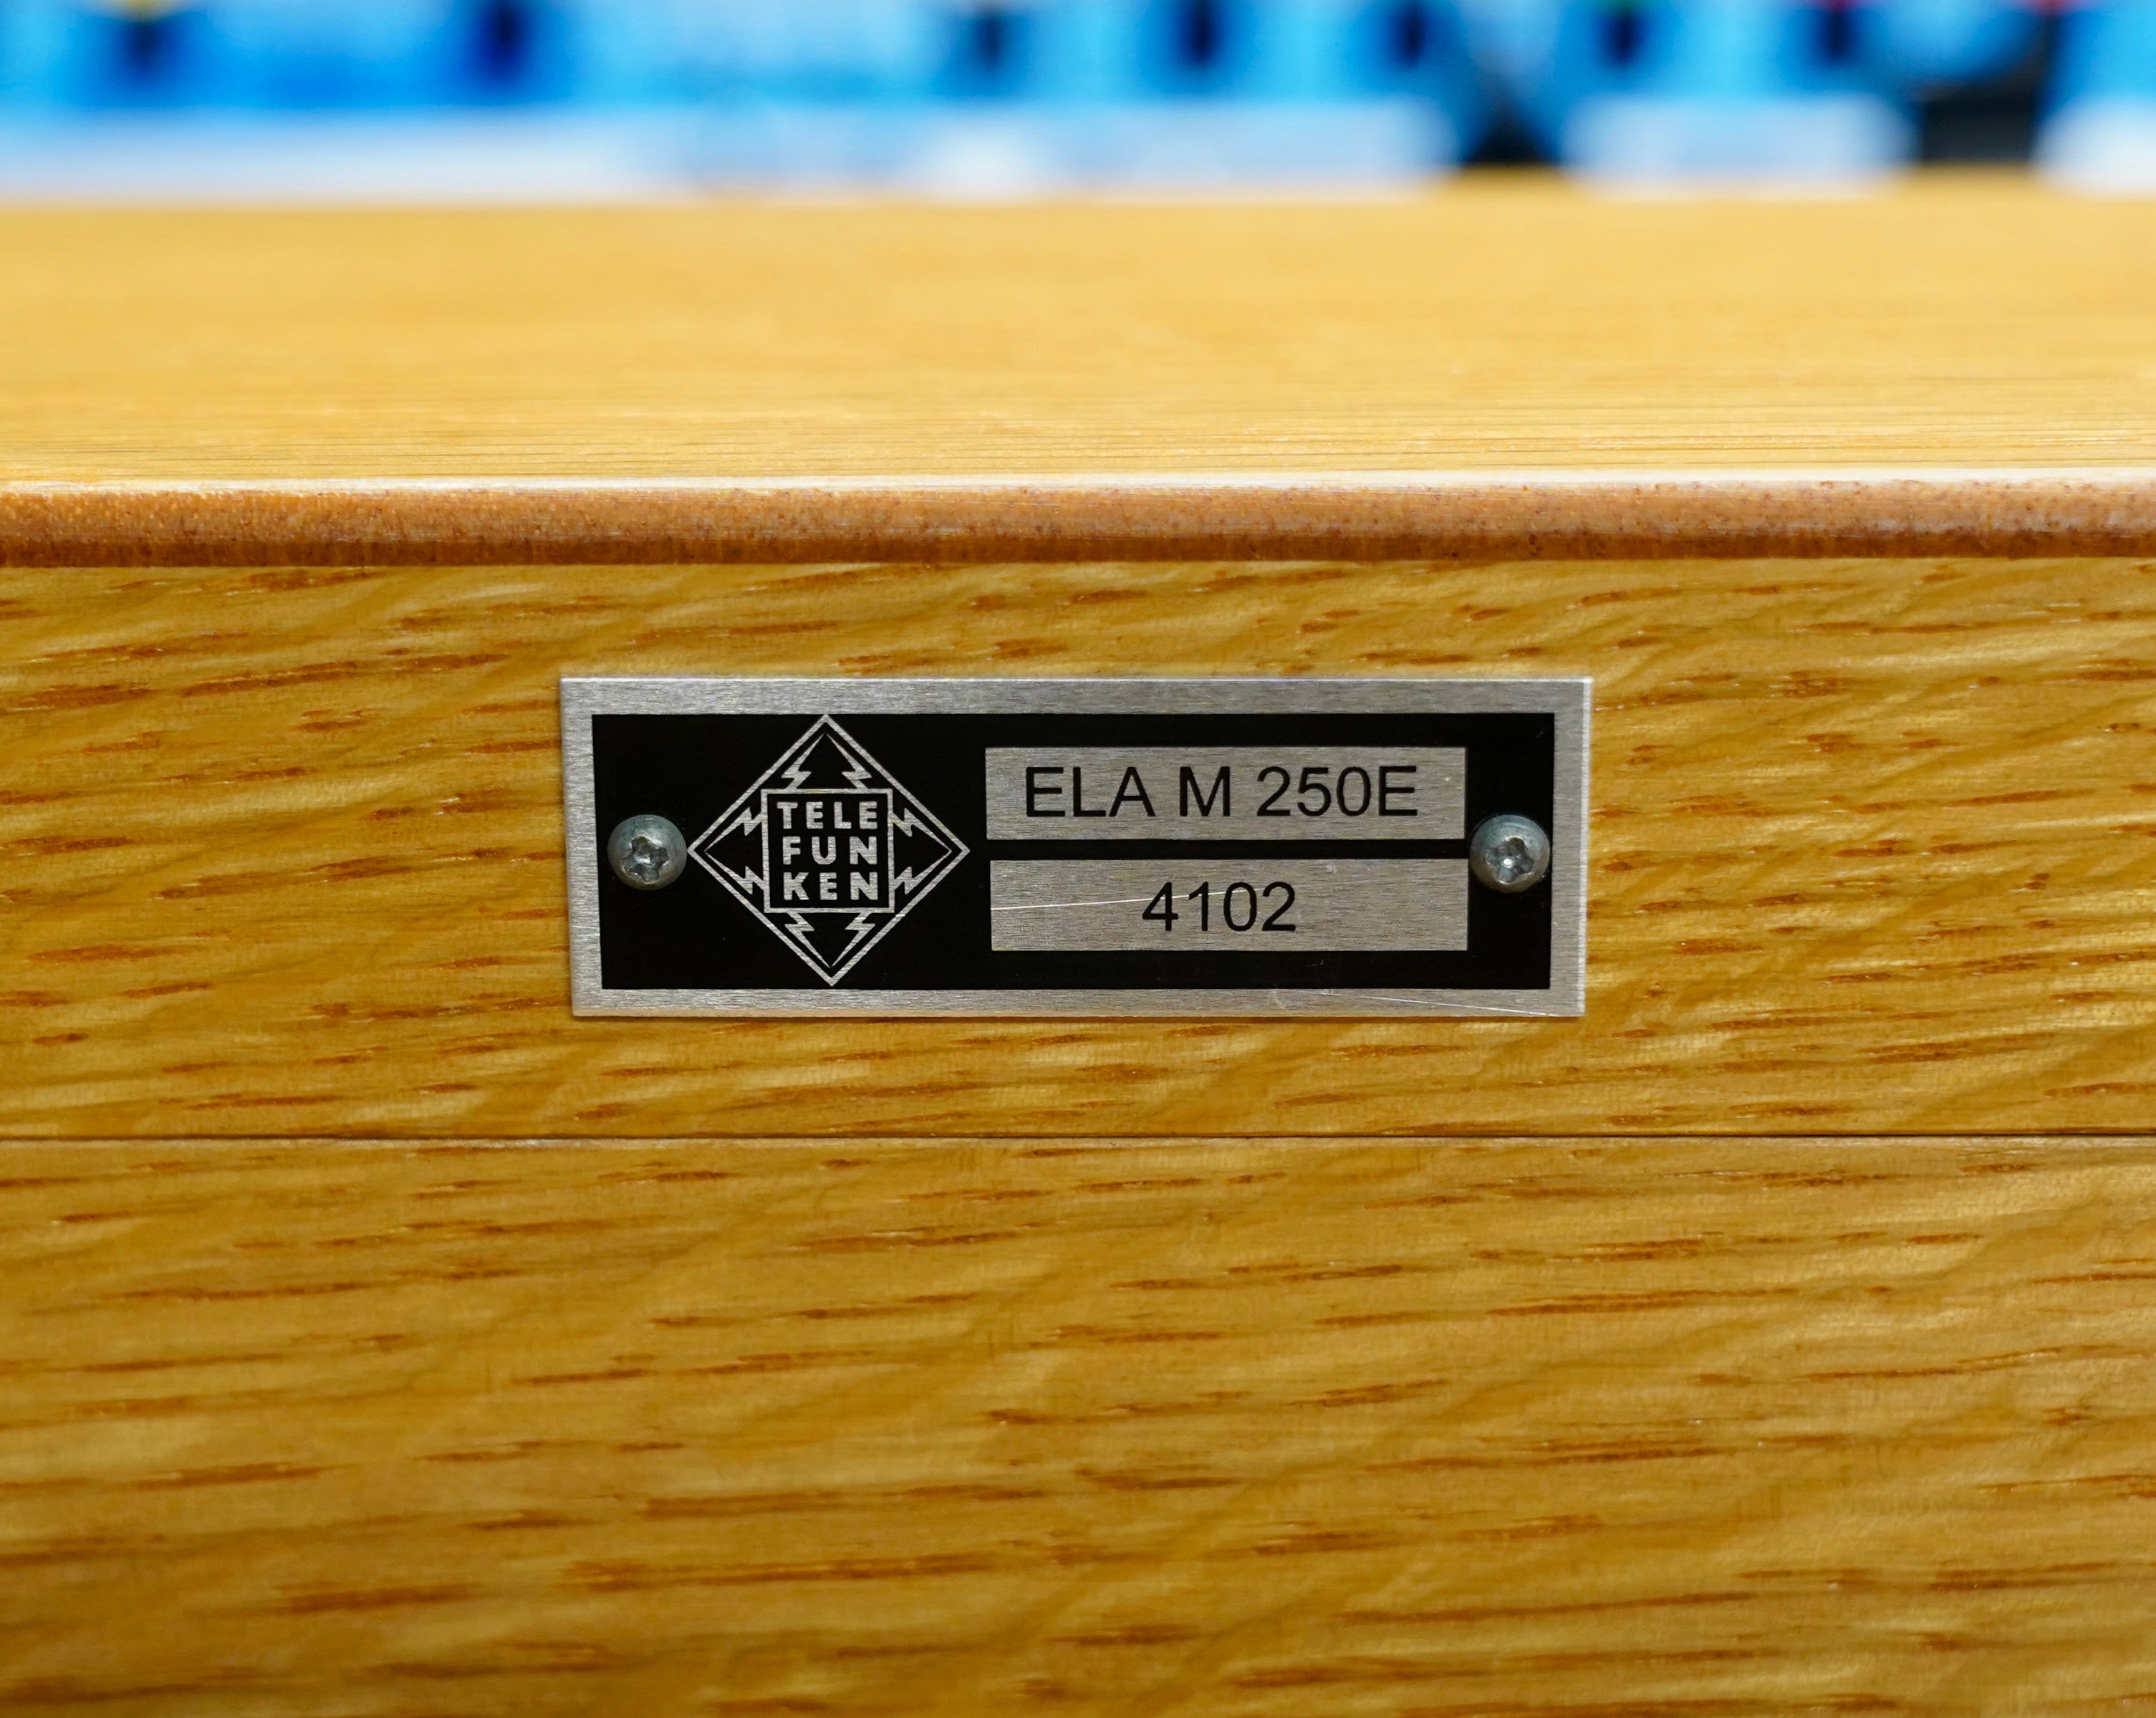 TELE
FUN
KEN
ELA M 250E
4102